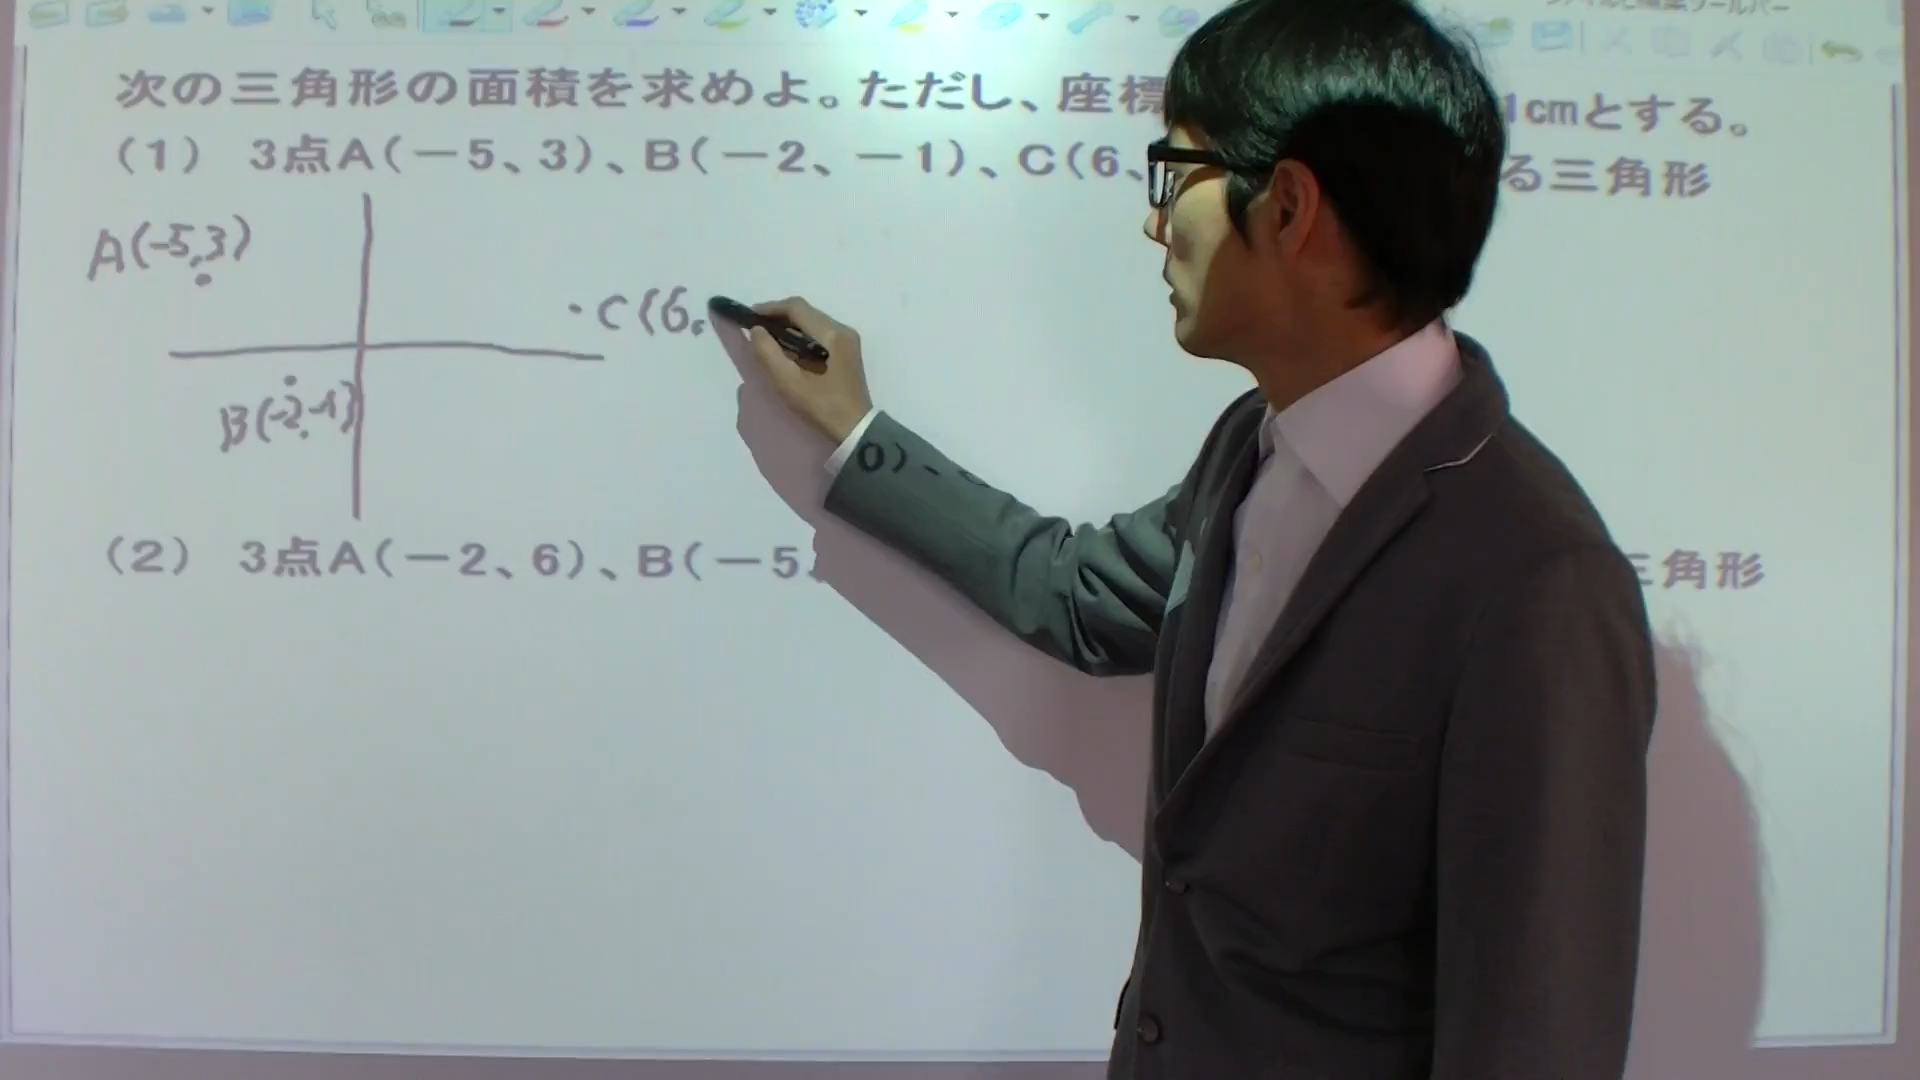 次の三角形の面積を求めよ。ただし、座標 1cmとする。
(1) 3点A(－5、3)、B(－2、－1)、C(6、 る三角形
A(-5,3)
C(6,
B(-2,-1)
0)-
(2) 3点A(－2、6)、B(－5、 三角形